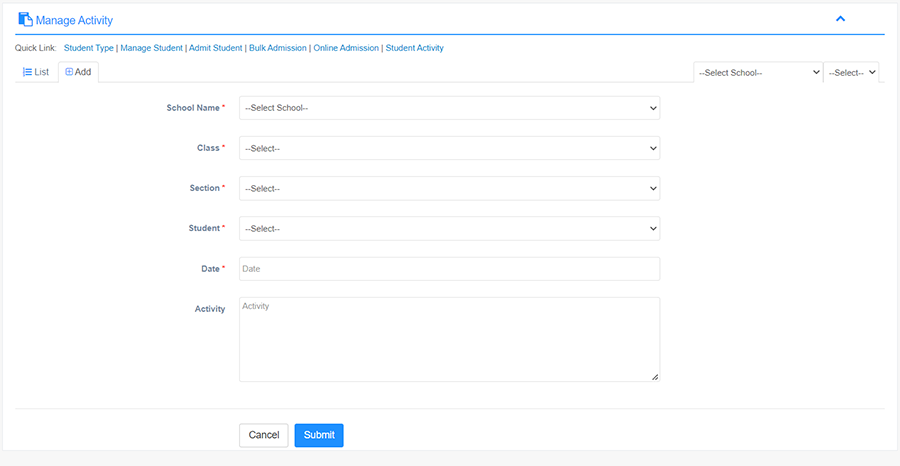 Manage Activity
Quick Link: Student Type | Manage Student | Admit Student | Bulk Admission | Online Admission | Student Activity
List Add --Select School-- --Select--
School Name * --Select School--
Class * --Select--
Section * --Select--
Student * --Select--
Date * Date
Activity Activity
Cancel Submit